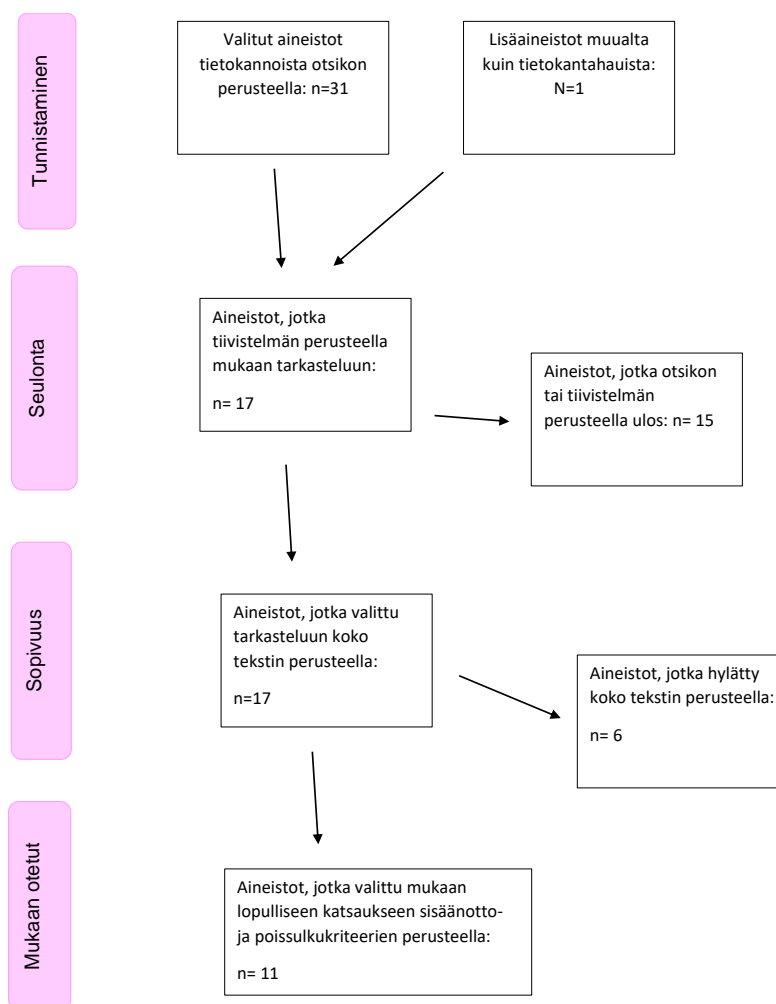 Tunnistaminen
Valitut aineistot
tietokannoista otsikon
perusteella: n=31
Lisäaineistot muualta
kuin tietokantahauista:
N=1
Seulonta
Aineistot, jotka
tiivistelmän perusteella
mukaan tarkasteluun:
n= 17
Aineistot, jotka otsikon
tai tiivistelmän
perusteella ulos: n= 15
Sopivuus
Aineistot, jotka valittu
tarkasteluun koko
tekstin perusteella:
n=17
Aineistot, jotka hylätty
koko tekstin perusteella:
n= 6
Mukaan otetut
Aineistot, jotka valittu mukaan
lopulliseen katsaukseen sisäänotto-
ja poissulkukriteerien perusteella:
n= 11